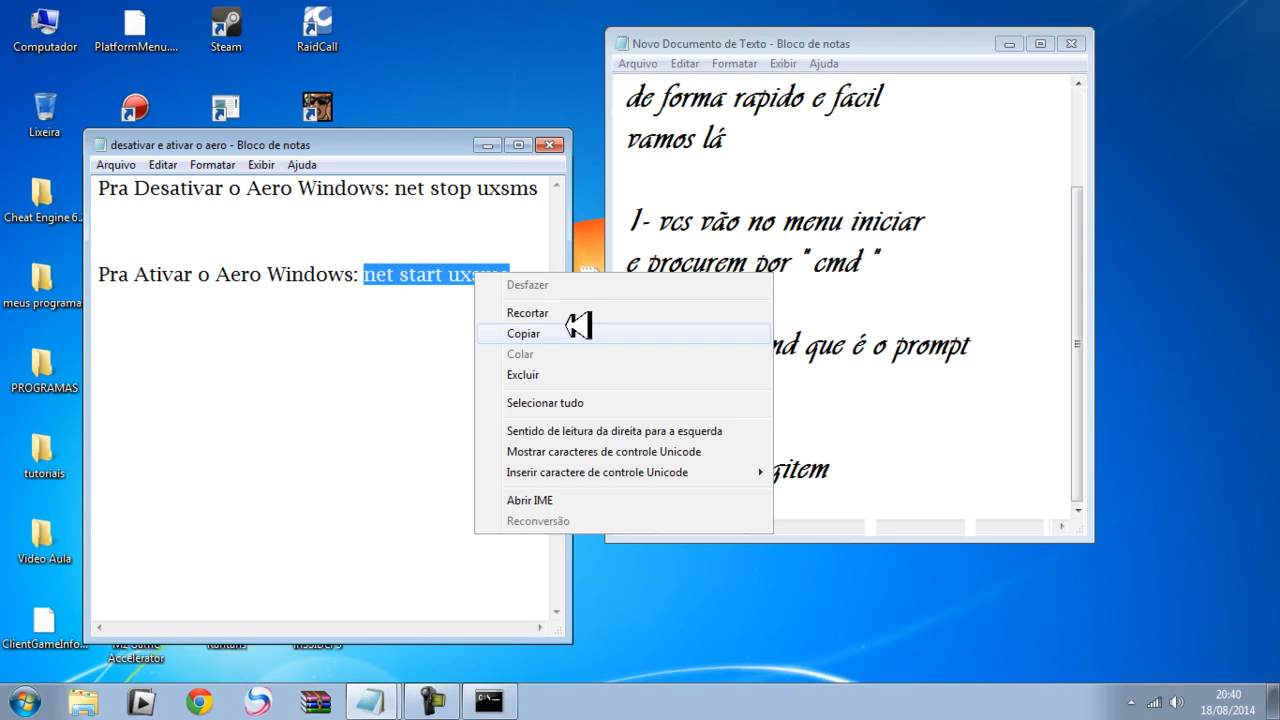 Computador
PlatformMenu....
Steam
RaidCall
Lixeira
Cheat Engine 6..
meus programa
PROGRAMAS
tutoriais
Video Aula
ClientGameInfo...
Accelerator
desativar e ativar o aero - Bloco de notas
Arquivo Editar Formatar Exibir Ajuda
Pra Desativar o Aero Windows: net stop uxsms
Pra Ativar o Aero Windows: net start uxsms
Desfazer
Recortar
Copiar
Colar
Excluir
Selecionar tudo
Sentido de leitura da direita para a esquerda
Mostrar caracteres de controle Unicode
Inserir caractere de controle Unicode
Abrir IME
Reconversão
Novo Documento de Texto - Bloco de notas
Arquivo Editar Formatar Exibir Ajuda
de forma rapido e facil
vamos lá
1- vcs vão no menu iniciar
e procurem por " cmd "
que é o prompt
20:40
18/08/2014